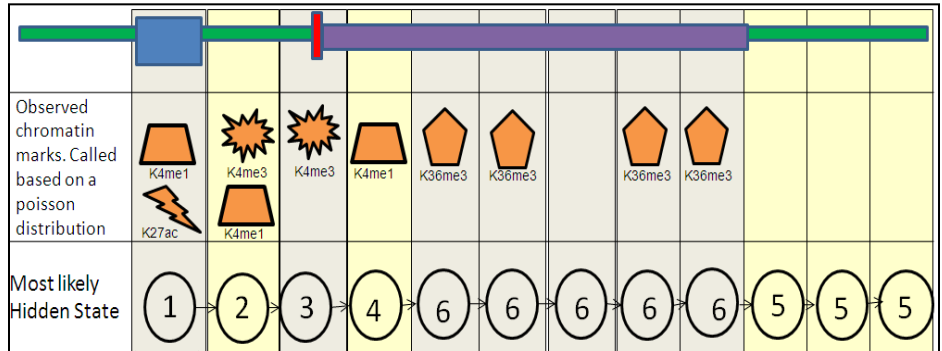 Observed
chromatin
marks. Called
based on a
poisson
distribution
K4me1
K27ac
K4me3
K4me1
K4me3
K4me1
K36me3
K36me3
K36me3
K36me3
Most likely
Hidden State
1 2 3 4 6 6 6 6 6 5 5 5